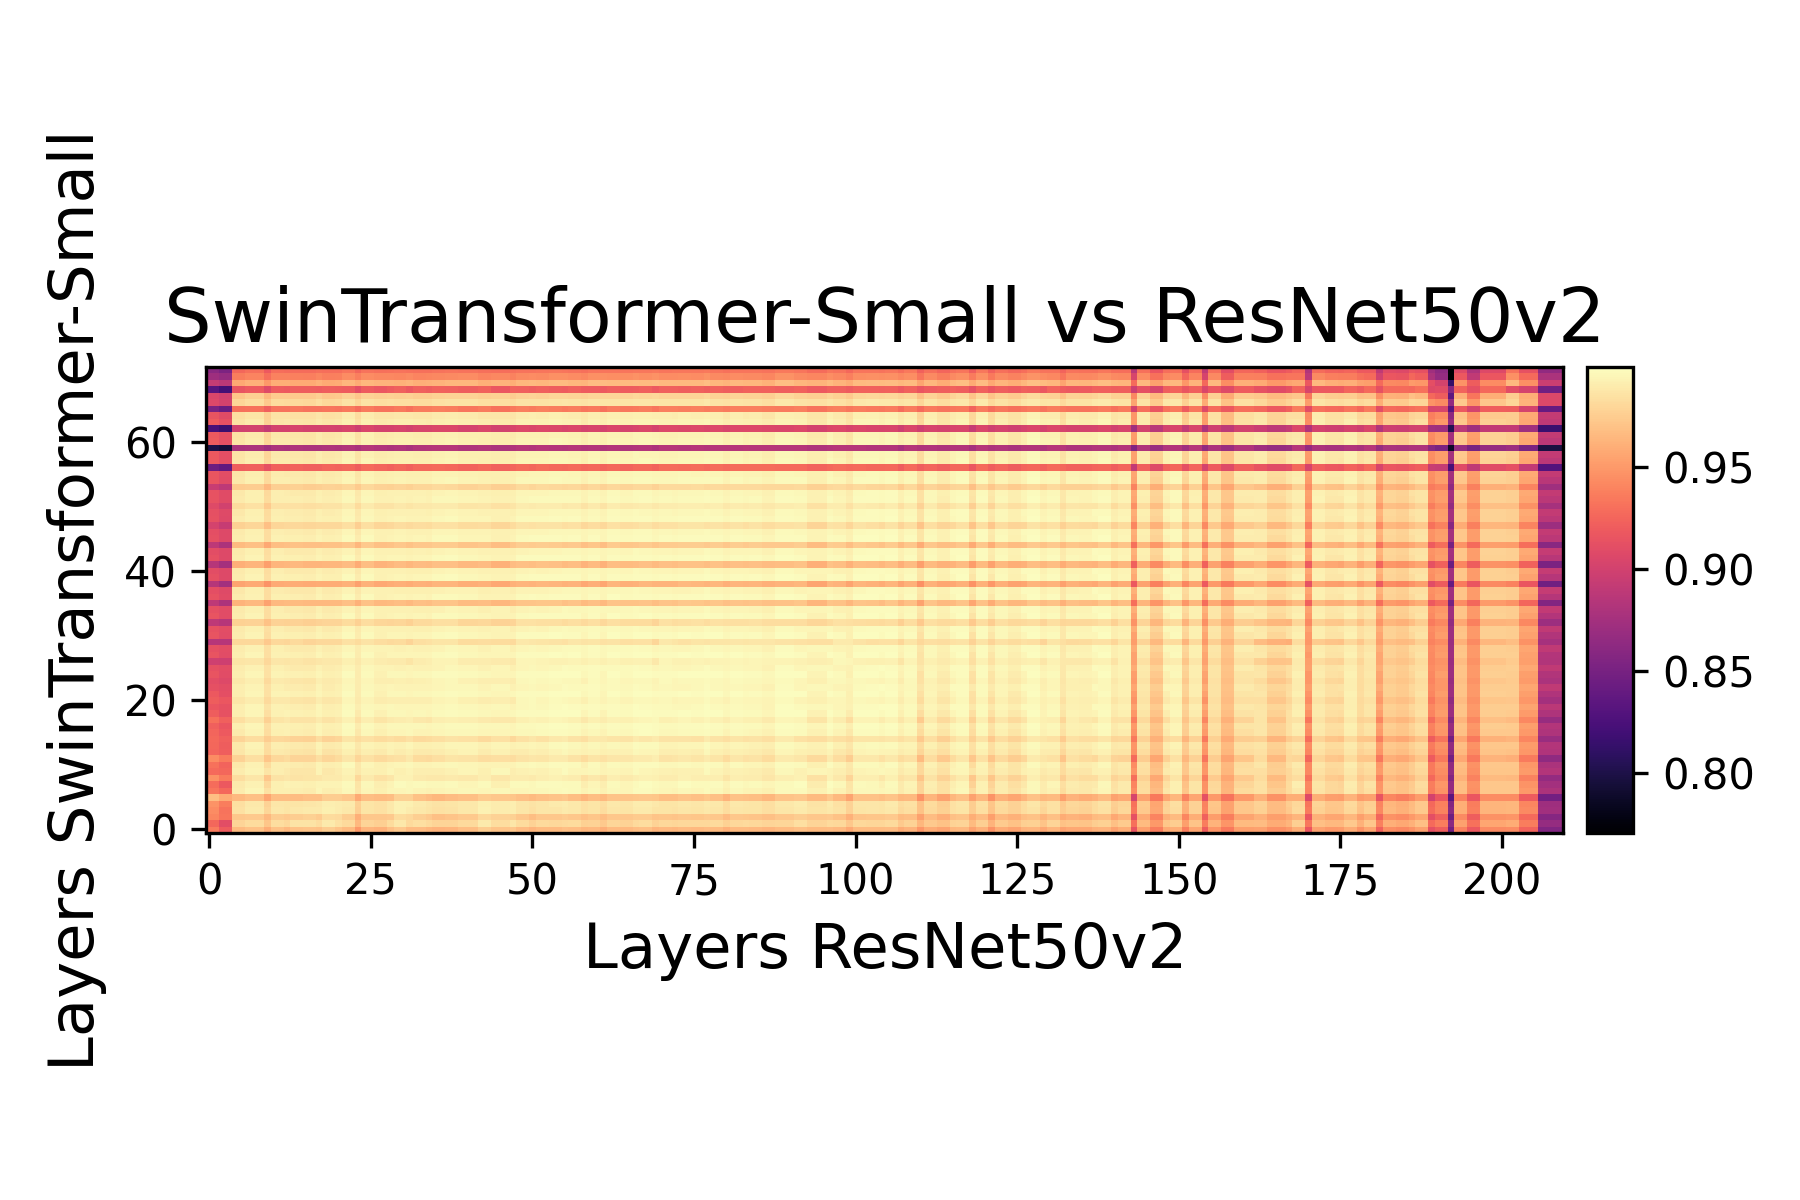 SwinTransformer-Small vs ResNet50v2
Layers SwinTransformer-Small
60
40
20
0
0 25 50 75 100 125 150 175 200
Layers ResNet50v2
0.95
0.90
0.85
0.80